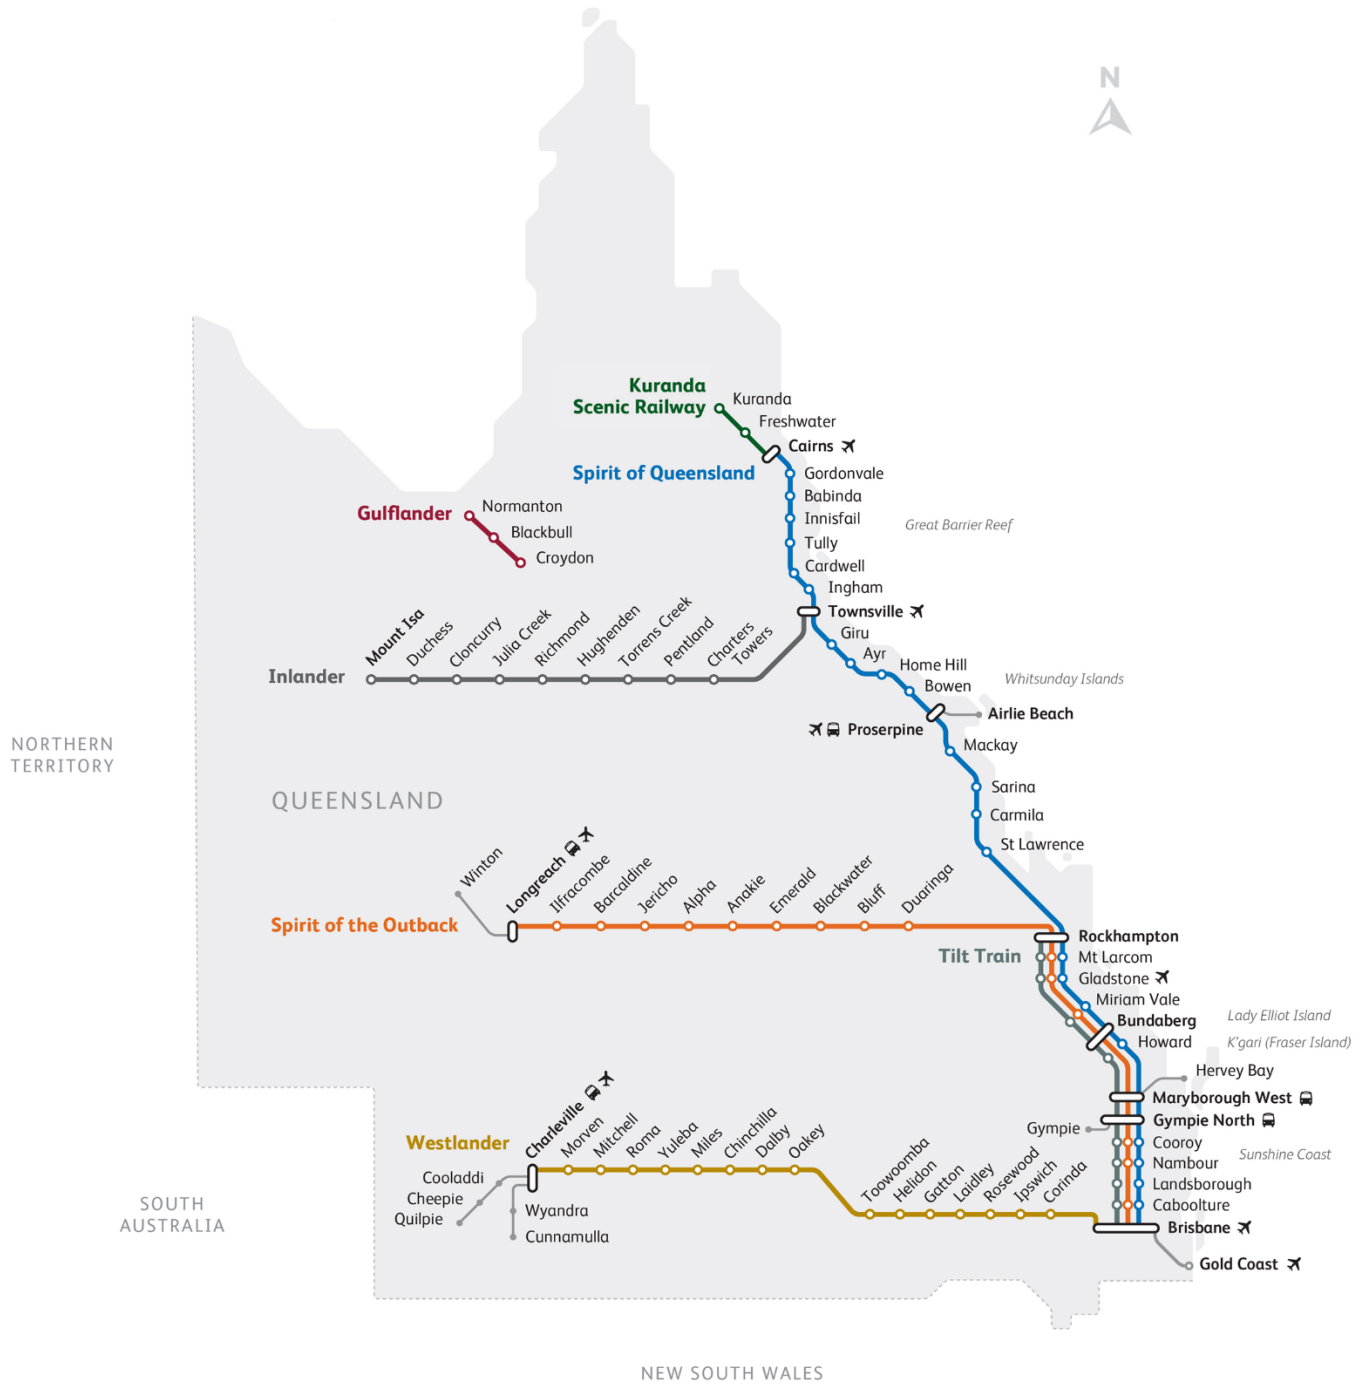 N
Kuranda
Scenic Railway
Kuranda
Freshwater
Cairns
Spirit of Queensland
Gordonvale
Babinda
Innisfail
Tully
Cardwell
Ingham
Great Barrier Reef
Gulflander
Normanton
Blackbull
Croydon
Townsville
Giru
Ayr
Home Hill
Bowen
Whitsunday Islands
Inlander
Mount Isa
Duchess
Cloncurry
Julia Creek
Richmond
Hughenden
Torrens Creek
Pentland
Charters
Towers
Airlie Beach
Proserpine
Mackay
NORTHERN
TERRITORY
QUEENSLAND
Sarina
Carmila
St Lawrence
Winton
Spirit of the Outback
Longreach
Ilfracombe
Barcaldine
Jericho
Alpha
Anakie
Emerald
Blackwater
Bluff
Duaringa
Rockhampton
Tilt Train
Mt Larcom
Gladstone
Miriam Vale
Bundaberg
Lady Elliot Island
Howard
K'gari (Fraser Island)
Hervey Bay
Maryborough West
Gympie North
Gympie
Cooroy
Nambour
Sunshine Coast
Landsborough
Caboolture
Brisbane
Gold Coast
Westlander
Charleville
Morven
Mitchell
Roma
Yuleba
Miles
Chinchilla
Dalby
Oakey
Toowoomba
Helidon
Gatton
Laidley
Rosewood
Ipswich
Corinda
Cooladdi
Cheepie
Quilpie
Wyandra
Cunnamulla
SOUTH
AUSTRALIA
NEW SOUTH WALES